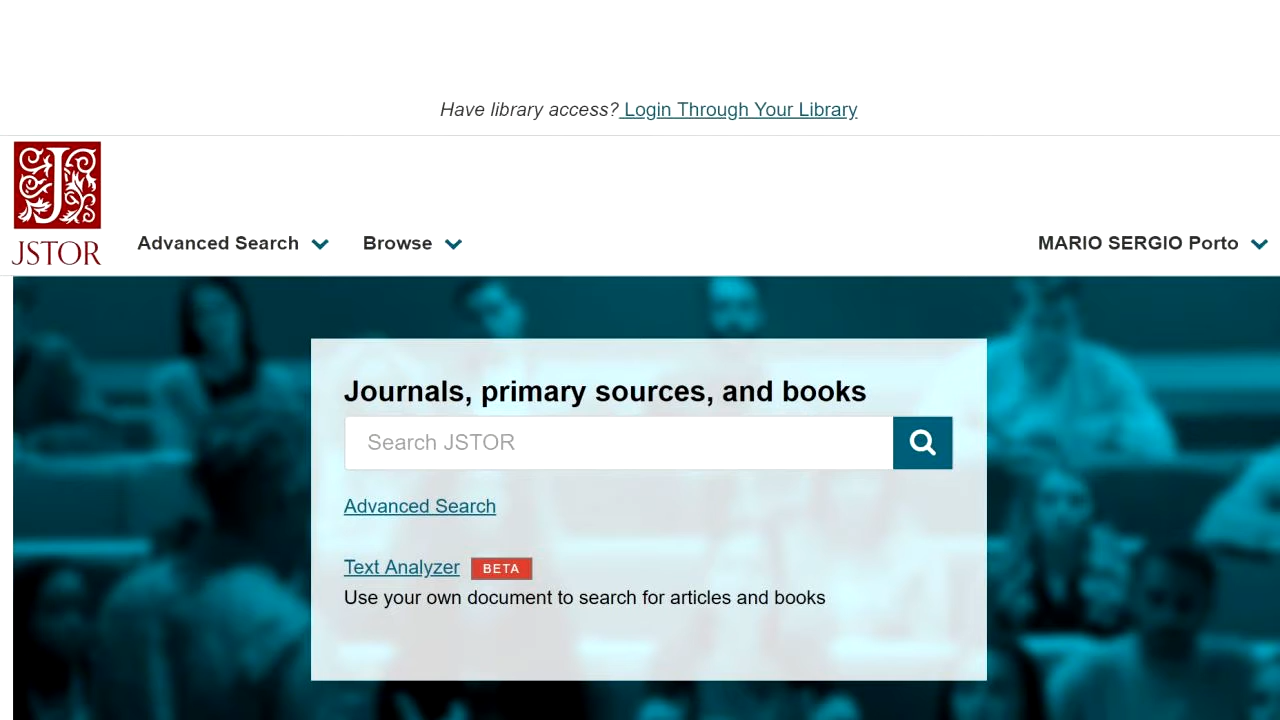 Have library access? Login Through Your Library
JSTOR
Advanced Search
Browse
MARIO SERGIO Porto
Journals, primary sources, and books
Search JSTOR
Advanced Search
Text Analyzer BETA
Use your own document to search for articles and books